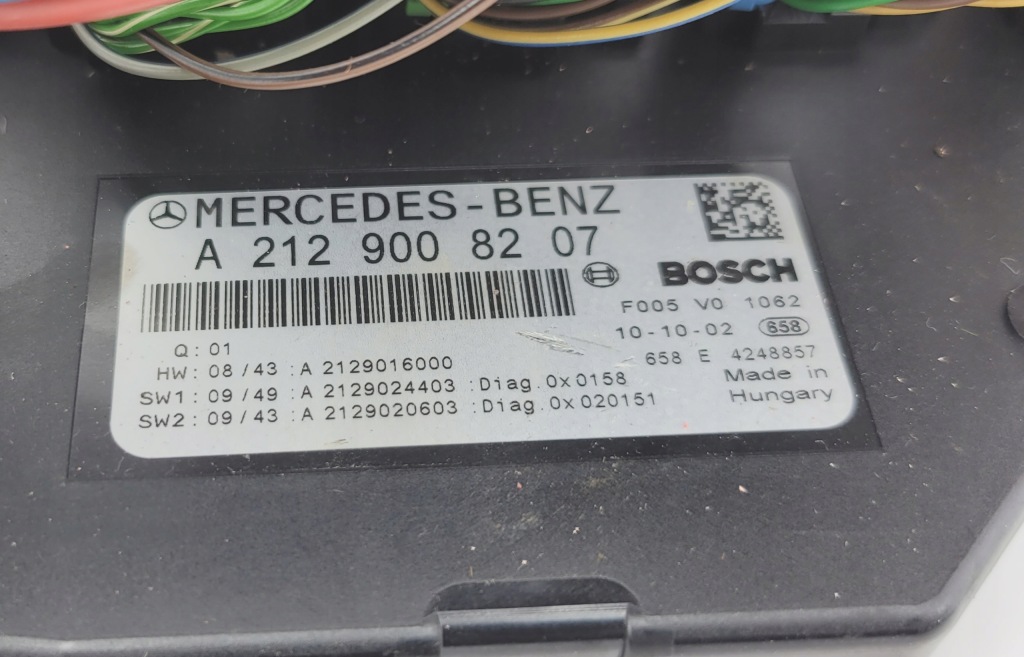 MERCEDES-BENZ
A 212 900 82 07
BOSCH
F005 V0 1062
10-10-02 658
658 E 4248857
Made in
Hungary
Q: 01
HW: 08/43 :A 2129016000
SW1: 09/49 :A 2129024403 :Diag.0x0158
SW2: 09/43 :A 2129020603 :Diag.0x020151